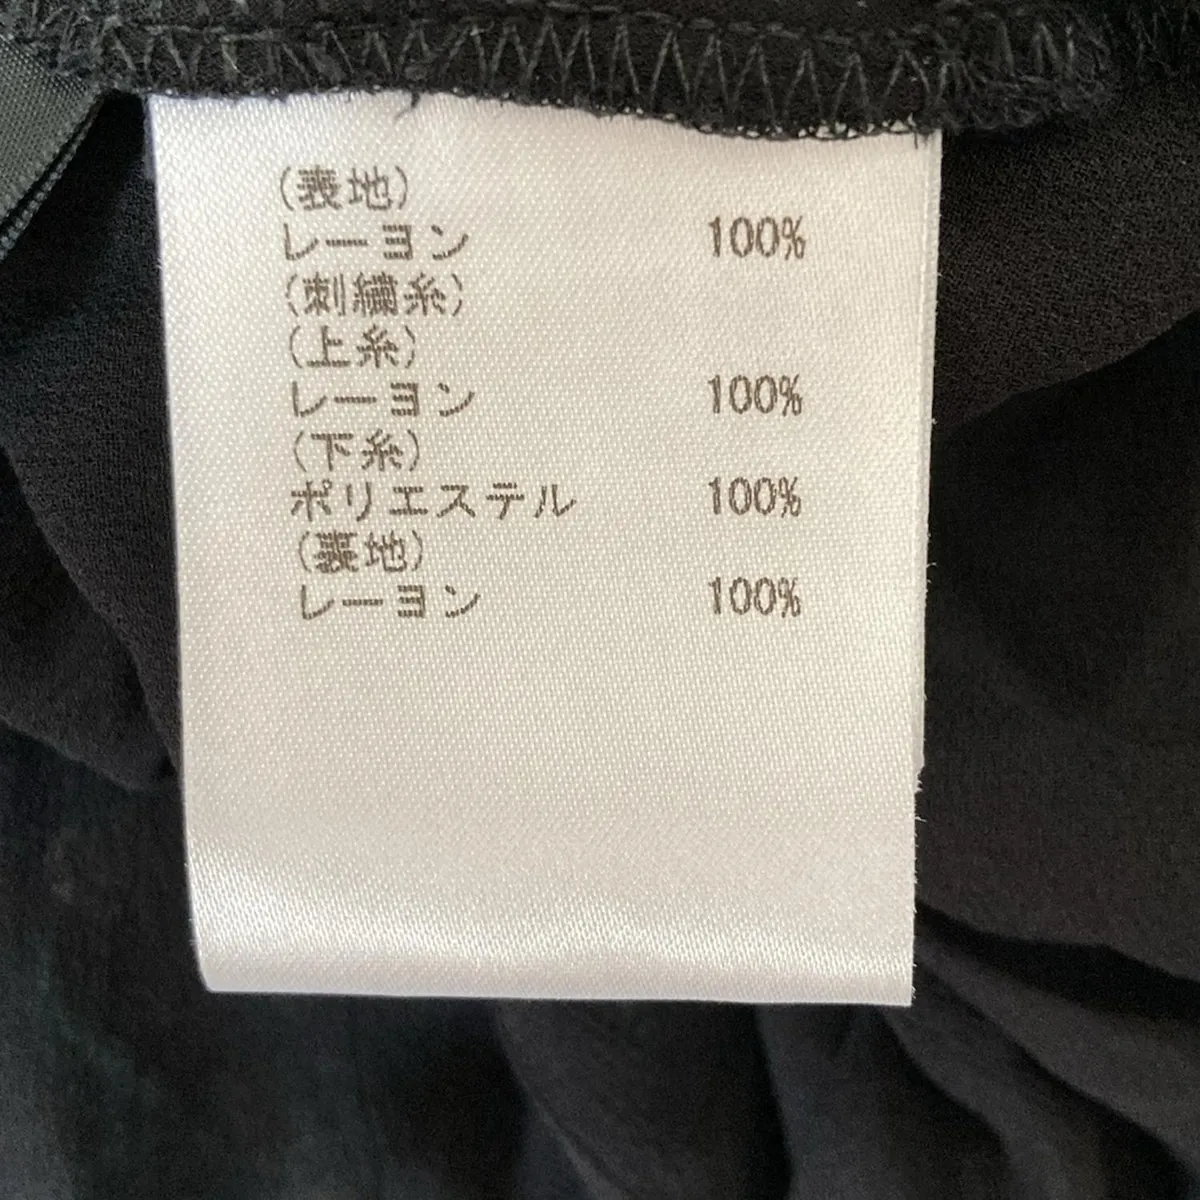 (表地)
レーヨン 100%
(刺繍糸)
(上糸)
レーヨン 100%
(下糸)
ポリエステル 100%
(裏地)
レーヨン 100%